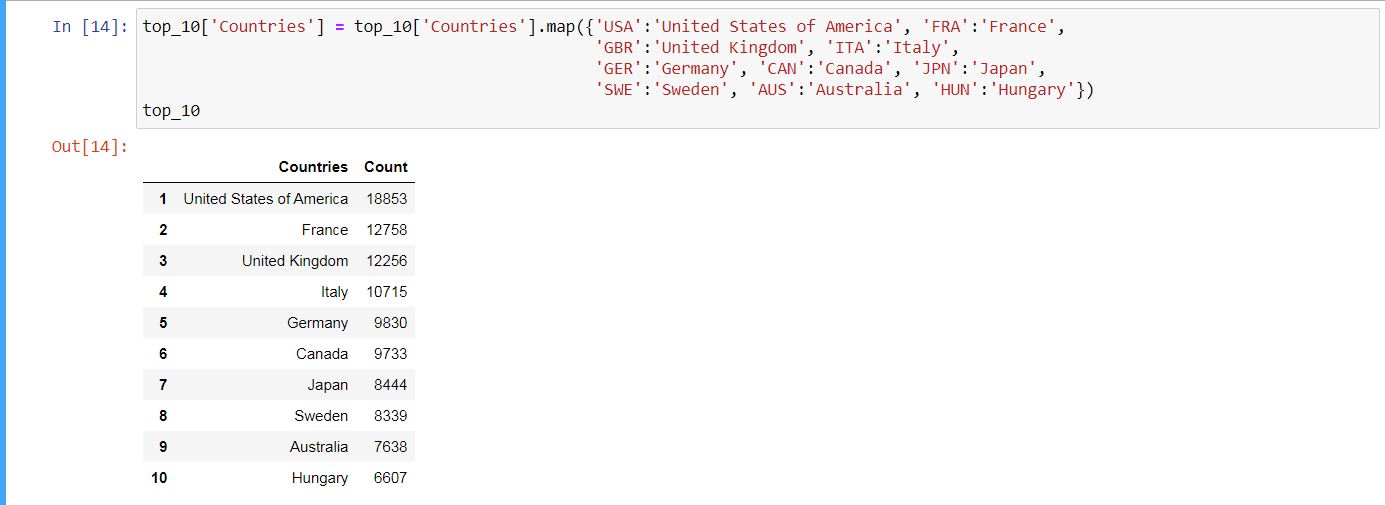 In [14]: top_10['Countries'] = top_10['Countries'].map({'USA':'United States of America', 'FRA':'France',
'GBR':'United Kingdom', 'ITA':'Italy',
'GER':'Germany', 'CAN':'Canada', 'JPN':'Japan',
'SWE':'Sweden', 'AUS':'Australia', 'HUN':'Hungary'})
top_10
Out[14]:
Countries Count
1 United States of America 18853
2 France 12758
3 United Kingdom 12256
4 Italy 10715
5 Germany 9830
6 Canada 9733
7 Japan 8444
8 Sweden 8339
9 Australia 7638
10 Hungary 6607